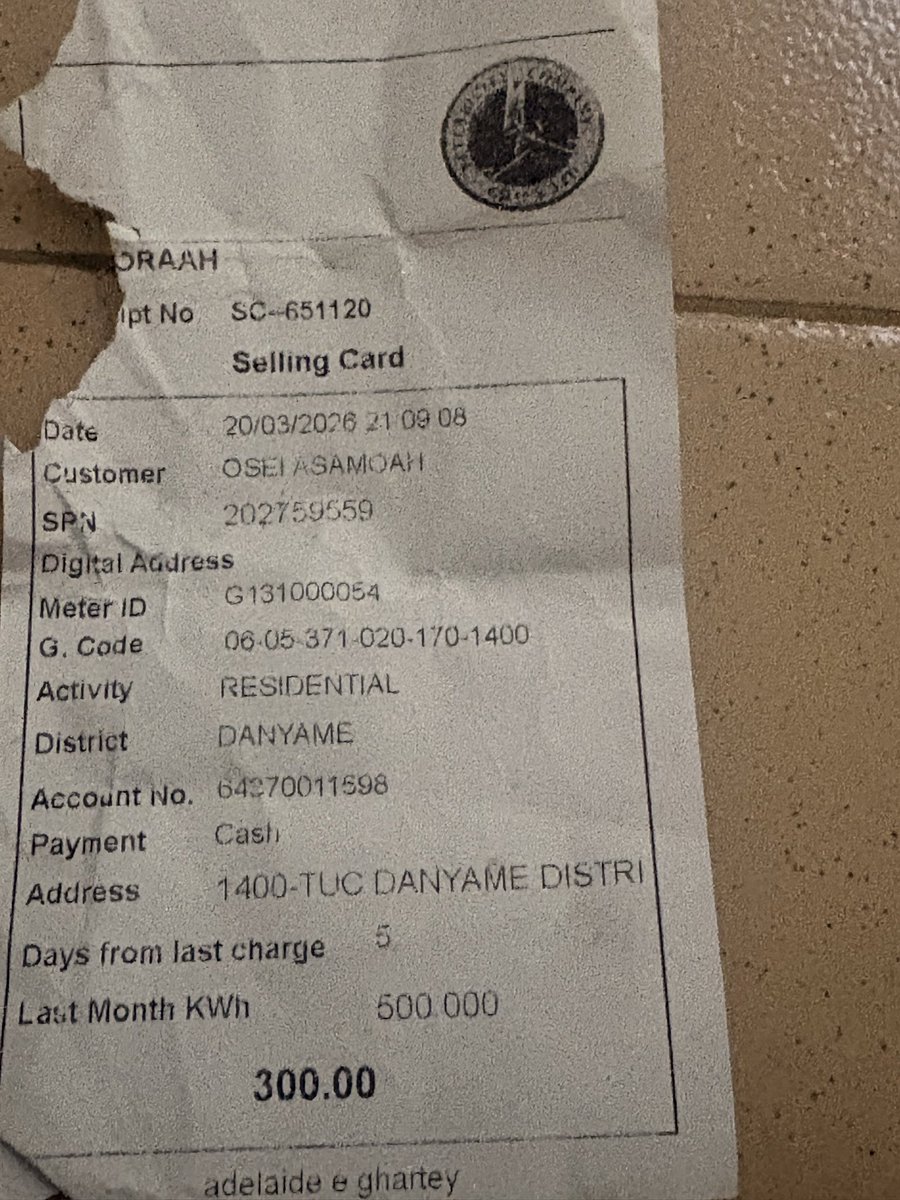 ORAAH
ipt No SC--651120
Selling Card
Date 20/03/2026 21:09:08
Customer OSEI ASAMOAH
SPN 202759559
Digital Address
Meter ID G131000054
G. Code 06-05-371-020-170-1400
Activity RESIDENTIAL
District DANYAME
Account No.
Payment Cash
Address 1400-TUC DANYAME DISTRI
Days from last charge 5
Last Month KWh 500.000
300.00
adelaide e ghartey